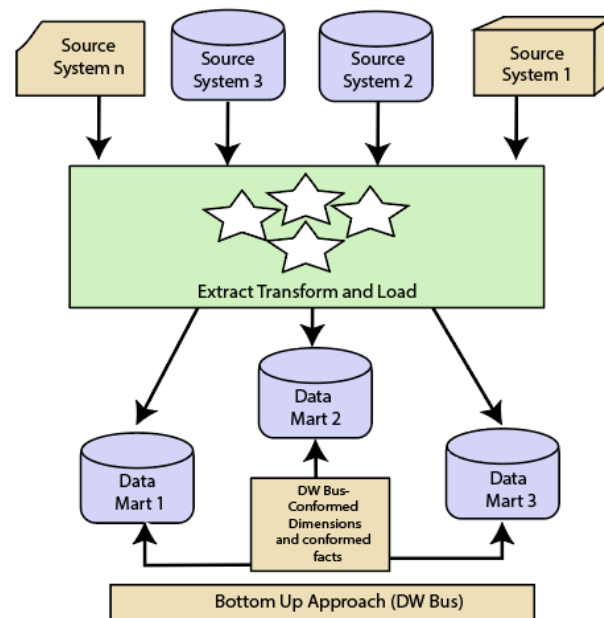 Source
System n
Source
System 3
Source
System 2
Source
System 1
Extract Transform and Load
Data
Mart 2
Data
Mart 1
DW Bus-
Conformed
Dimensions
and conformed
facts
Data
Mart 3
Bottom Up Approach (DW Bus)